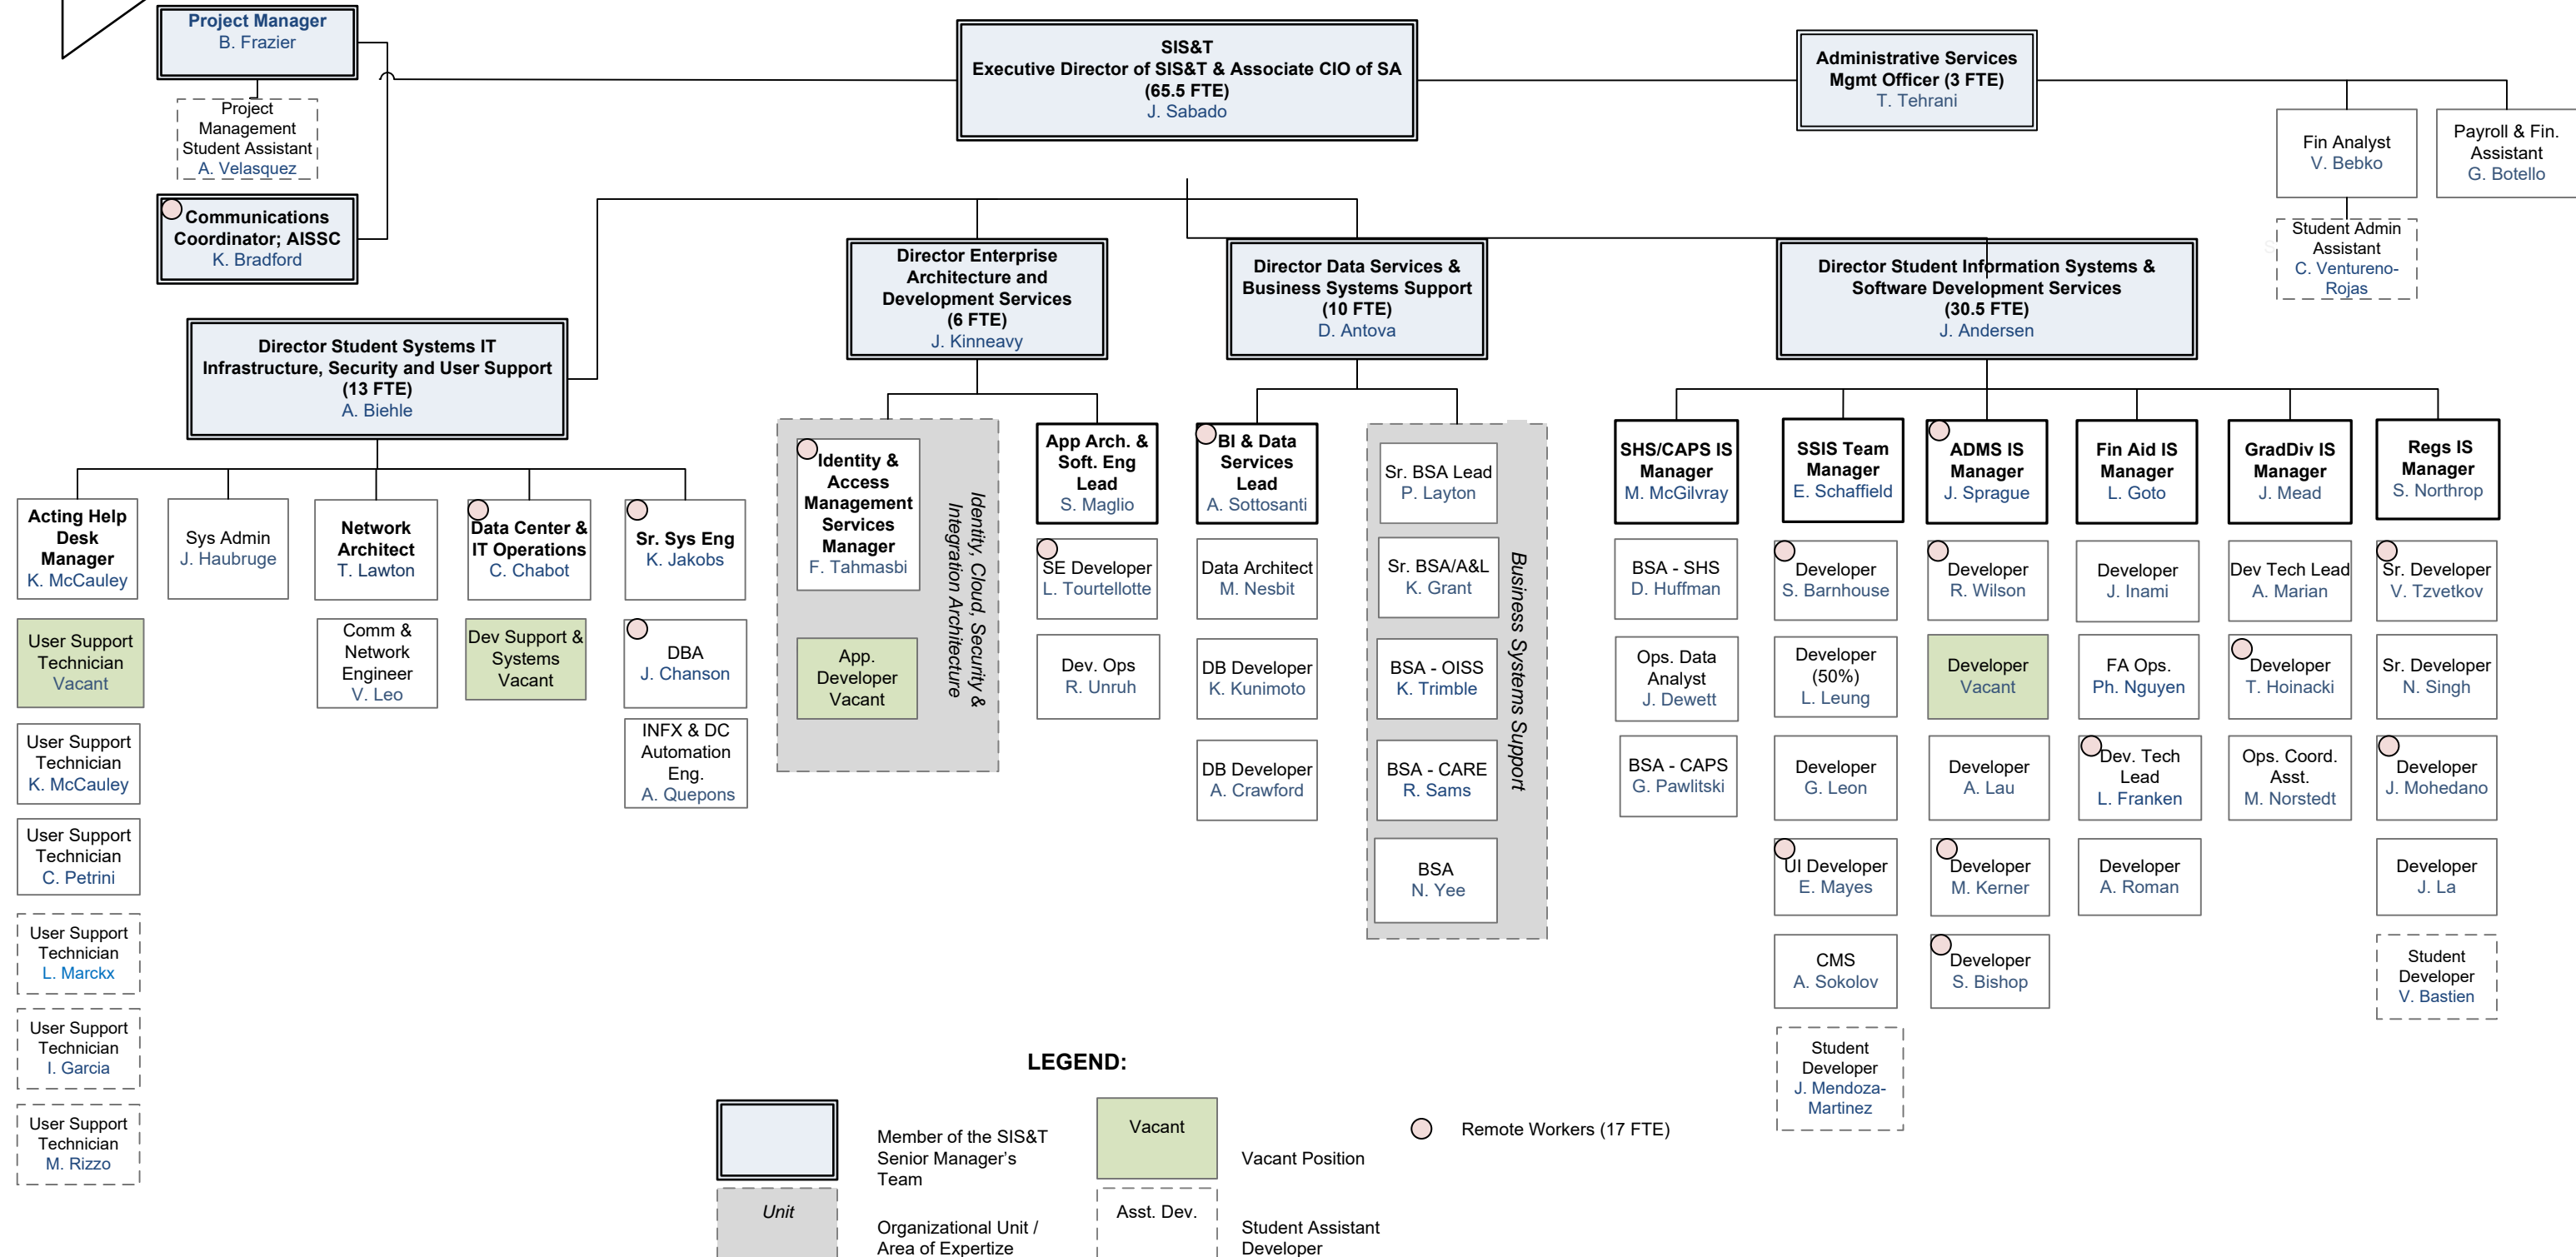 Project Manager
B. Frazier
Project
Management
Student Assistant
A. Velasquez
Communications
Coordinator; AISSC
K. Bradford
SIS&T
Executive Director of SIS&T & Associate CIO of SA
(65.5 FTE)
J. Sabado
Administrative Services
Mgmt Officer (3 FTE)
T. Tehrani
Fin Analyst
V. Bebko
Payroll & Fin.
Assistant
G. Botello
Student Admin
Assistant
C. Ventureno-
Rojas
Director Student Systems IT
Infrastructure, Security and User Support
(13 FTE)
A. Biehle
Director Enterprise
Architecture and
Development Services
(6 FTE)
J. Kinneavy
Director Data Services &
Business Systems Support
(10 FTE)
D. Antova
Director Student Information Systems &
Software Development Services
(30.5 FTE)
J. Andersen
Acting Help
Desk
Manager
K. McCauley
User Support
Technician
Vacant
User Support
Technician
K. McCauley
User Support
Technician
C. Petrini
User Support
Technician
L. Marckx
User Support
Technician
I. Garcia
User Support
Technician
M. Rizzo
Sys Admin
J. Haubruge
Network
Architect
T. Lawton
Comm &
Network
Engineer
V. Leo
Data Center &
IT Operations
C. Chabot
Dev Support &
Systems
Vacant
Sr. Sys Eng
K. Jakobs
DBA
J. Chanson
INFX & DC
Automation
Eng.
A. Quepons
Identity &
Access
Management
Services
Manager
F. Tahmasbi
App.
Developer
Vacant
Identity, Cloud, Security &
Integration Architecture
App Arch. &
Soft. Eng
Lead
S. Maglio
SE Developer
L. Tourtellotte
Dev. Ops
R. Unruh
BI & Data
Services
Lead
A. Sottosanti
Data Architect
M. Nesbit
DB Developer
K. Kunimoto
DB Developer
A. Crawford
Sr. BSA Lead
P. Layton
Sr. BSA/A&L
K. Grant
BSA - OISS
K. Trimble
BSA - CARE
R. Sams
BSA
N. Yee
Business Systems Support
SHS/CAPS IS
Manager
M. McGilvray
BSA - SHS
D. Huffman
Ops. Data
Analyst
J. Dewett
BSA - CAPS
G. Pawlitski
SSIS Team
Manager
E. Schaffield
Developer
S. Barnhouse
Developer
(50%)
L. Leung
Developer
G. Leon
UI Developer
E. Mayes
CMS
A. Sokolov
Student
Developer
J. Mendoza-
Martinez
ADMS IS
Manager
J. Sprague
Developer
R. Wilson
Developer
Vacant
Developer
A. Lau
Developer
M. Kerner
Developer
S. Bishop
Fin Aid IS
Manager
L. Goto
Developer
J. Inami
FA Ops.
Ph. Nguyen
Dev. Tech
Lead
L. Franken
Developer
A. Roman
GradDiv IS
Manager
J. Mead
Dev Tech Lead
A. Marian
Developer
T. Hoinacki
Ops. Coord.
Asst.
M. Norstedt
Regs IS
Manager
S. Northrop
Sr. Developer
V. Tzvetkov
Sr. Developer
N. Singh
Developer
J. Mohedano
Developer
J. La
Student
Developer
V. Bastien
LEGEND:
Member of the SIS&T
Senior Manager's
Team
Vacant
Vacant Position
Remote Workers (17 FTE)
Unit
Organizational Unit /
Area of Expertize
Asst. Dev.
Student Assistant
Developer